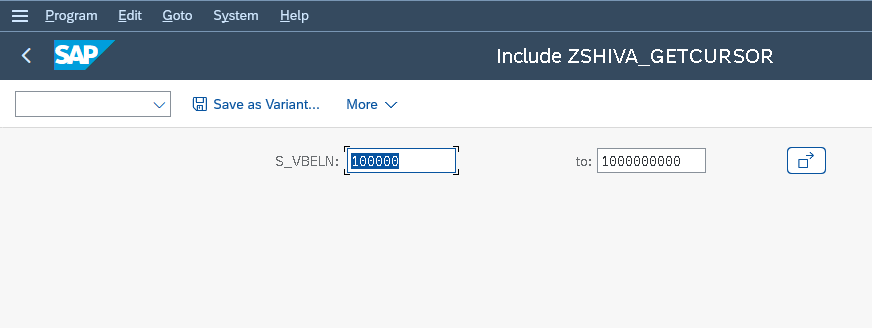 Program Edit Goto System Help
SAP Include ZSHIVA_GETCURSOR
Save as Variant... More
S_VBELN: 100000 to: 1000000000